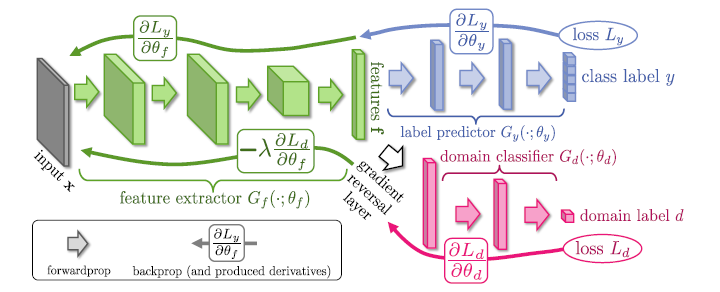 ∂L_y/∂θ_f
∂L_y/∂θ_y
loss L_y
features f
class label y
label predictor G_y(·; θ_y)
−λ ∂L_d/∂θ_f
input x
feature extractor G_f(·; θ_f)
gradient
reversal
layer
domain classifier G_d(·; θ_d)
domain label d
∂L_d/∂θ_d
loss L_d
∂L_y/∂θ_f
forwardprop
backprop (and produced derivatives)